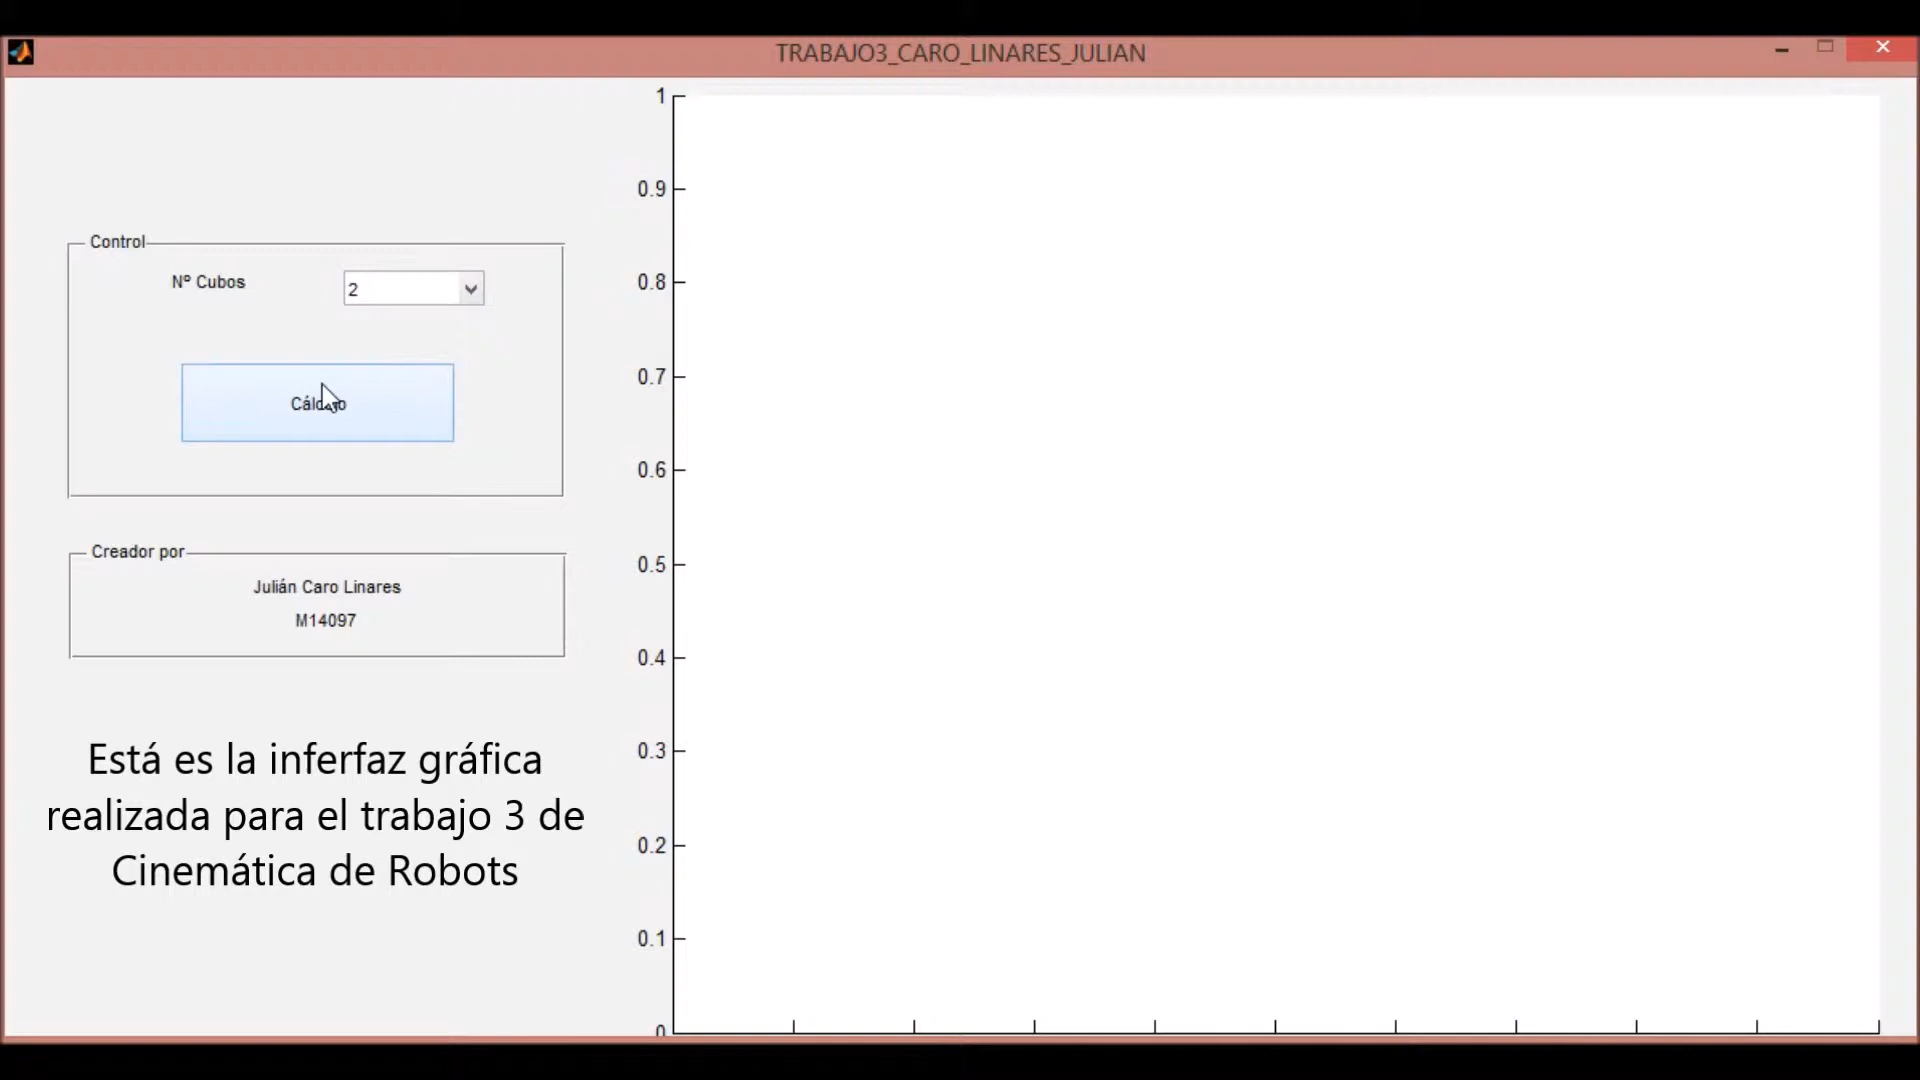 TRABAJO3_CARO_LINARES_JULIAN
Control
Nº Cubos
2
Creador por
Julián Caro Linares
M14097
Está es la inferfaz gráfica
realizada para el trabajo 3 de
Cinemática de Robots
1
0.9
0.8
0.7
0.6
0.5
0.4
0.3
0.2
0.1
0